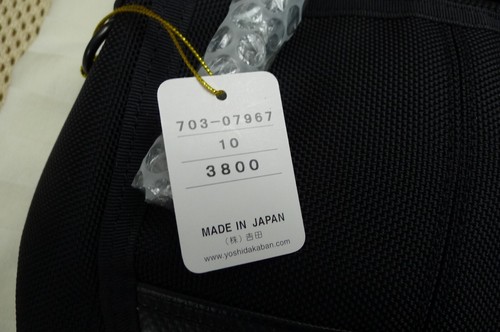 703-07967
10
3800
MADE IN JAPAN
(株)吉田
www.yoshidakaban.com